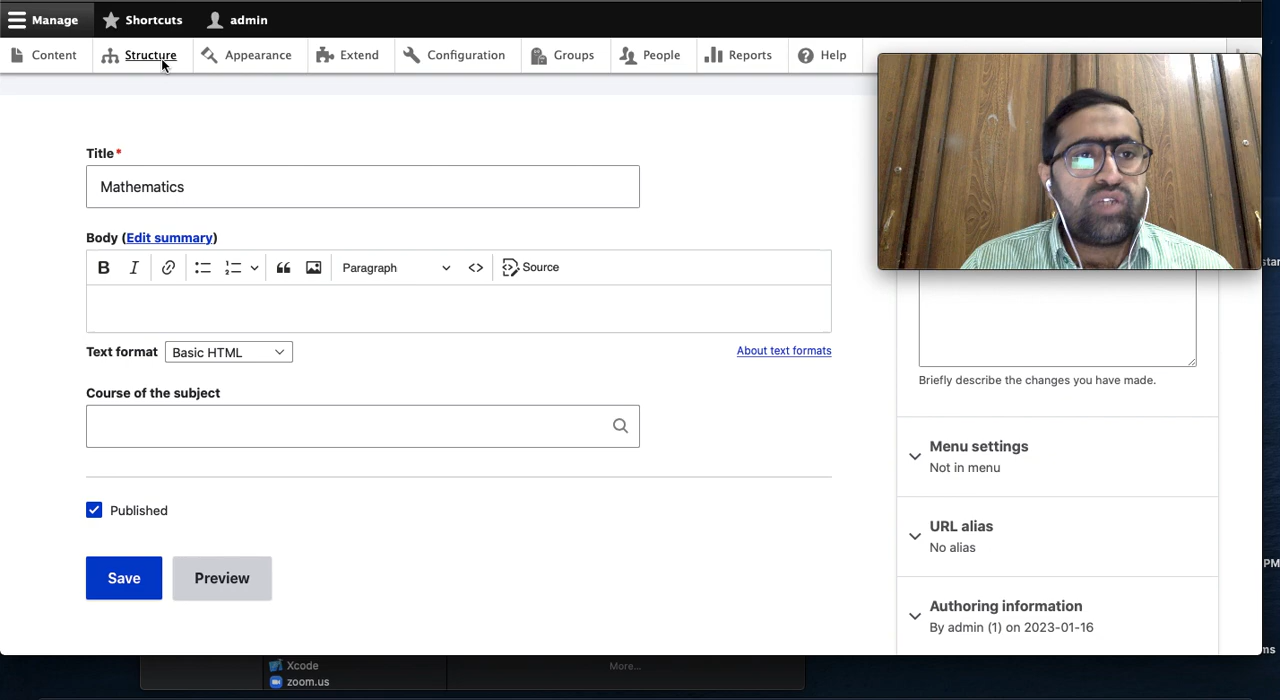 Manage Shortcuts admin
Content Structure Appearance Extend Configuration Groups People Reports Help
Title*
Mathematics
Body (Edit summary)
B I Paragraph Source
Text format Basic HTML About text formats
Course of the subject
Published
Save Preview
Briefly describe the changes you have made.
Menu settings
Not in menu
URL alias
No alias
Authoring information
By admin (1) on 2023-01-16
Xcode More...
zoom.us
PM